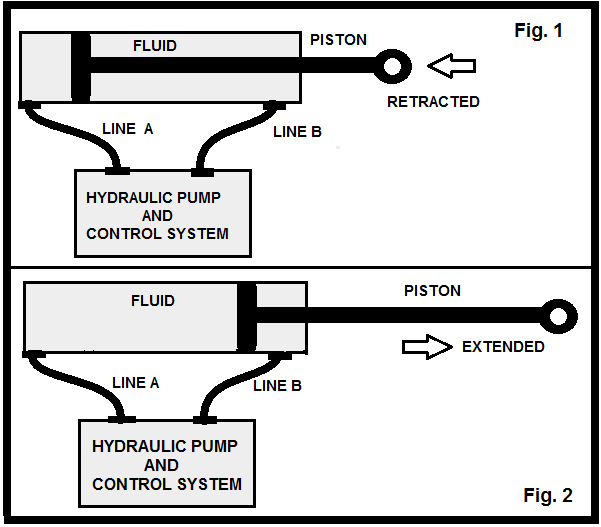 Fig. 1
PISTON
FLUID
RETRACTED
LINE A
LINE B
HYDRAULIC PUMP
AND
CONTROL SYSTEM
FLUID
PISTON
EXTENDED
LINE A
LINE B
HYDRAULIC PUMP
AND
CONTROL SYSTEM
Fig. 2